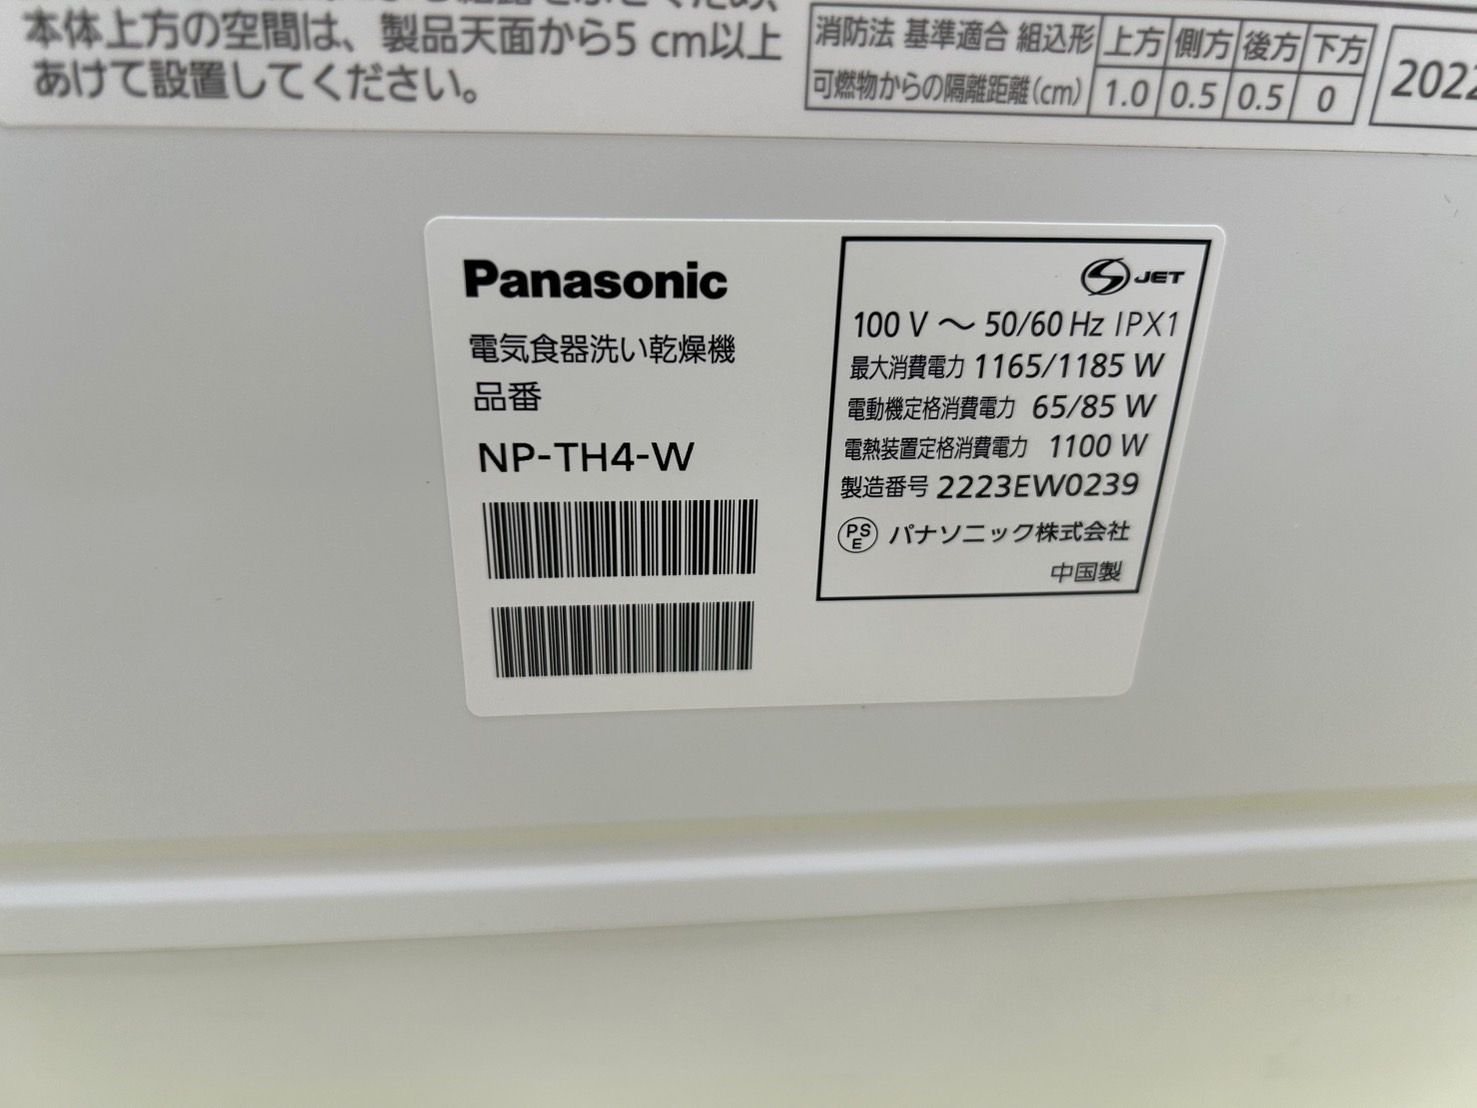 本体上方の空間は、製品天面から5 cm以上
あけて設置してください。
消防法 基準適合 組込形 上方 側方 後方 下方
可燃物からの隔離距離(cm) 1.0 0.5 0.5 0
2022
Panasonic
電気食器洗い乾燥機
品番
NP-TH4-W
JET
100 V ～ 50/60 Hz IPX1
最大消費電力 1165/1185 W
電動機定格消費電力 65/85 W
電熱装置定格消費電力 1100 W
製造番号 2223EW0239
PSE パナソニック株式会社
中国製